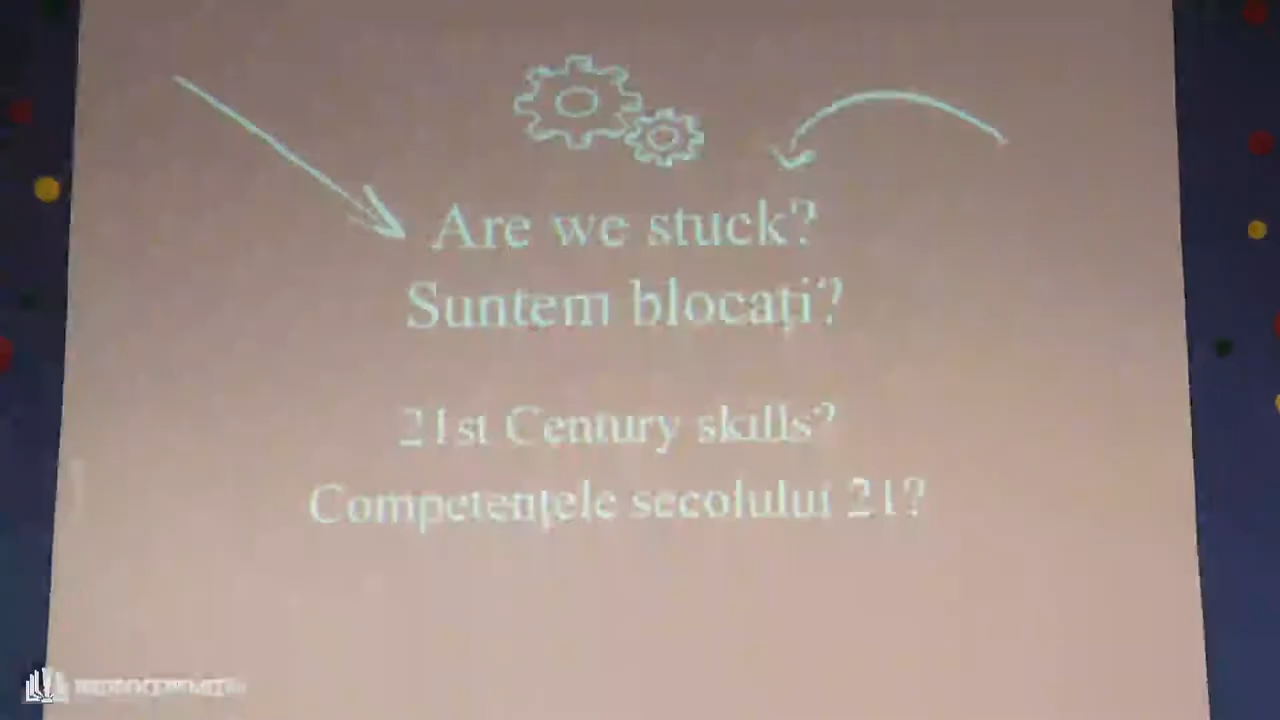 Are we stuck?
Suntem blocați?
21st Century skills?
Competențele secolului 21?